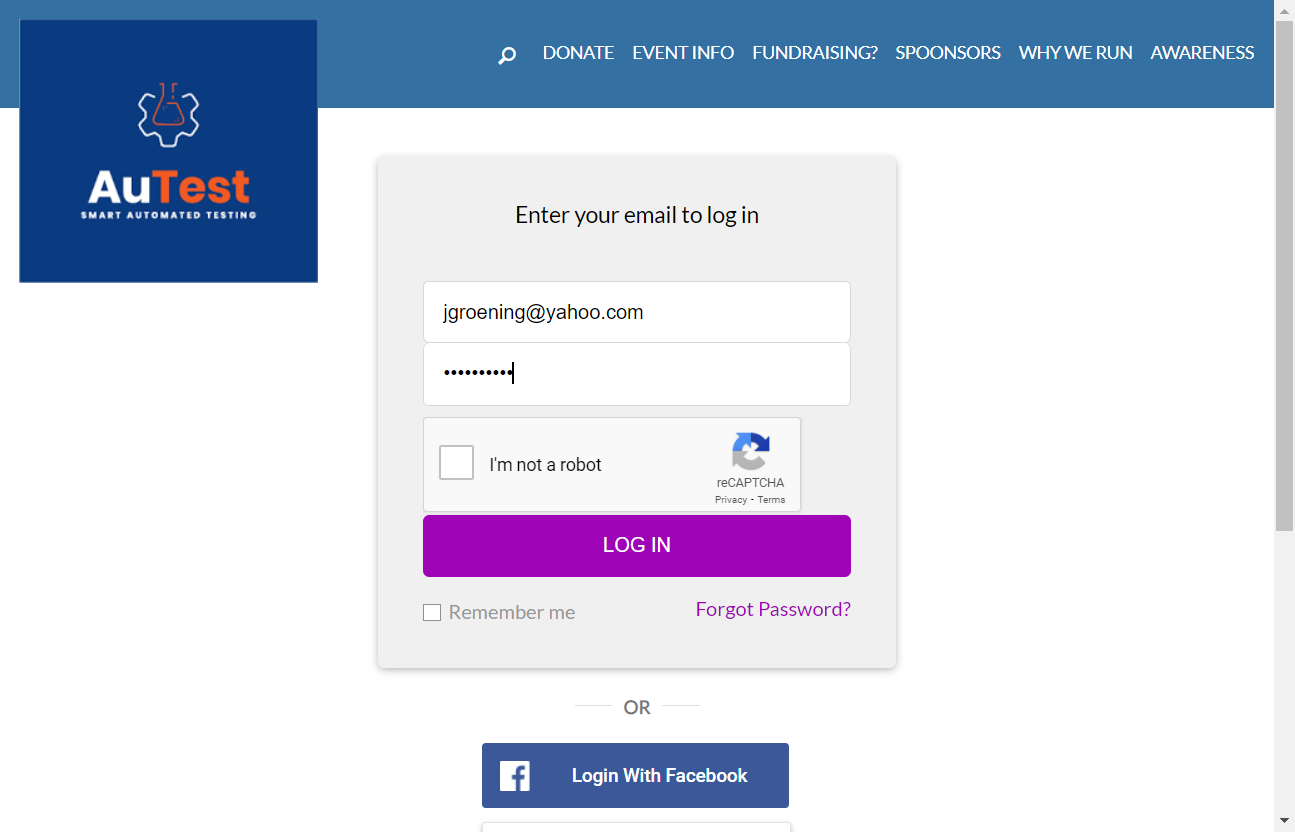 DONATE EVENT INFO FUNDRAISING? SPOONSORS WHY WE RUN AWARENESS
AuTest
SMART AUTOMATED TESTING
Enter your email to log in
jgroening@yahoo.com
••••••••••
I'm not a robot
reCAPTCHA
Privacy - Terms
LOG IN
Remember me
Forgot Password?
OR
Login With Facebook